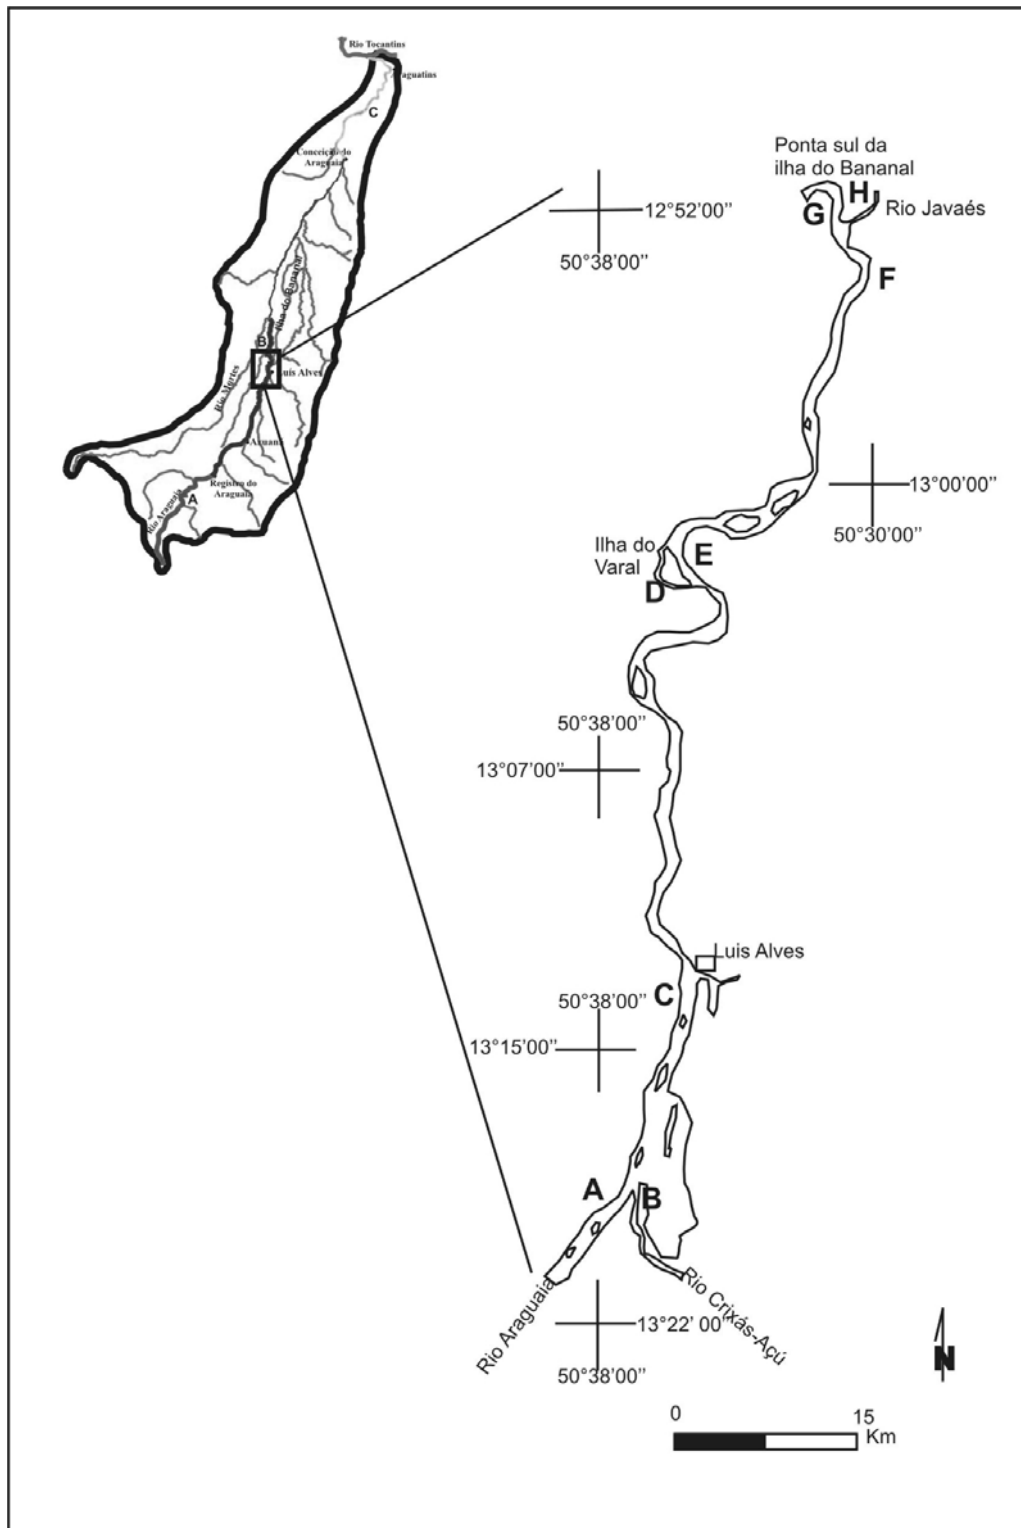 Rio Tocantins
Araguatins
C
Conceição do
Araguaia
Ilha do Bananal
B
Luis Alves
Rio Mortes
Aruanã
Registro do
Araguaia
Rio Araguaia
A
Ponta sul da
ilha do Bananal
H
G
Rio Javaés
12°52'00"
50°38'00"
F
13°00'00"
50°30'00"
Ilha do
Varal
E
D
50°38'00"
13°07'00"
Luis Alves
C
50°38'00"
13°15'00"
A
B
Rio Araguaia
Rio Crixás-Açú
13°22' 00"
50°38'00"
N
0
15
Km